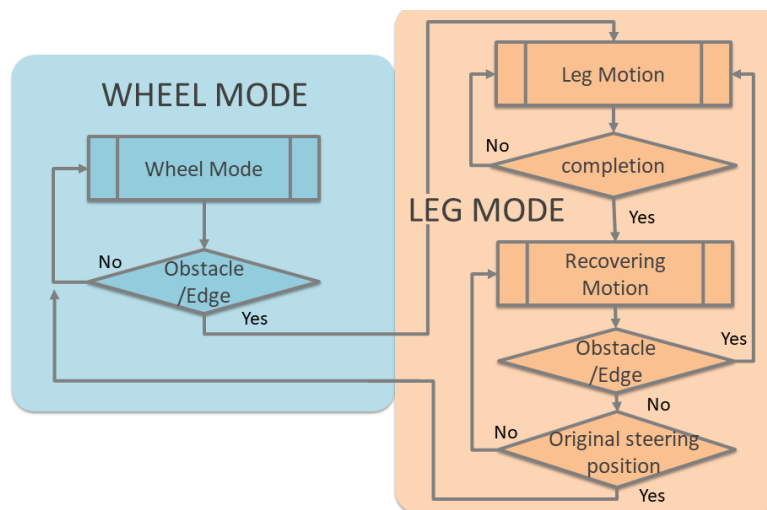 WHEEL MODE
Wheel Mode
No
Obstacle
/Edge
Yes
LEG MODE
Leg Motion
No
completion
Yes
Recovering
Motion
Obstacle
/Edge
Yes
No
No
Original steering
position
Yes